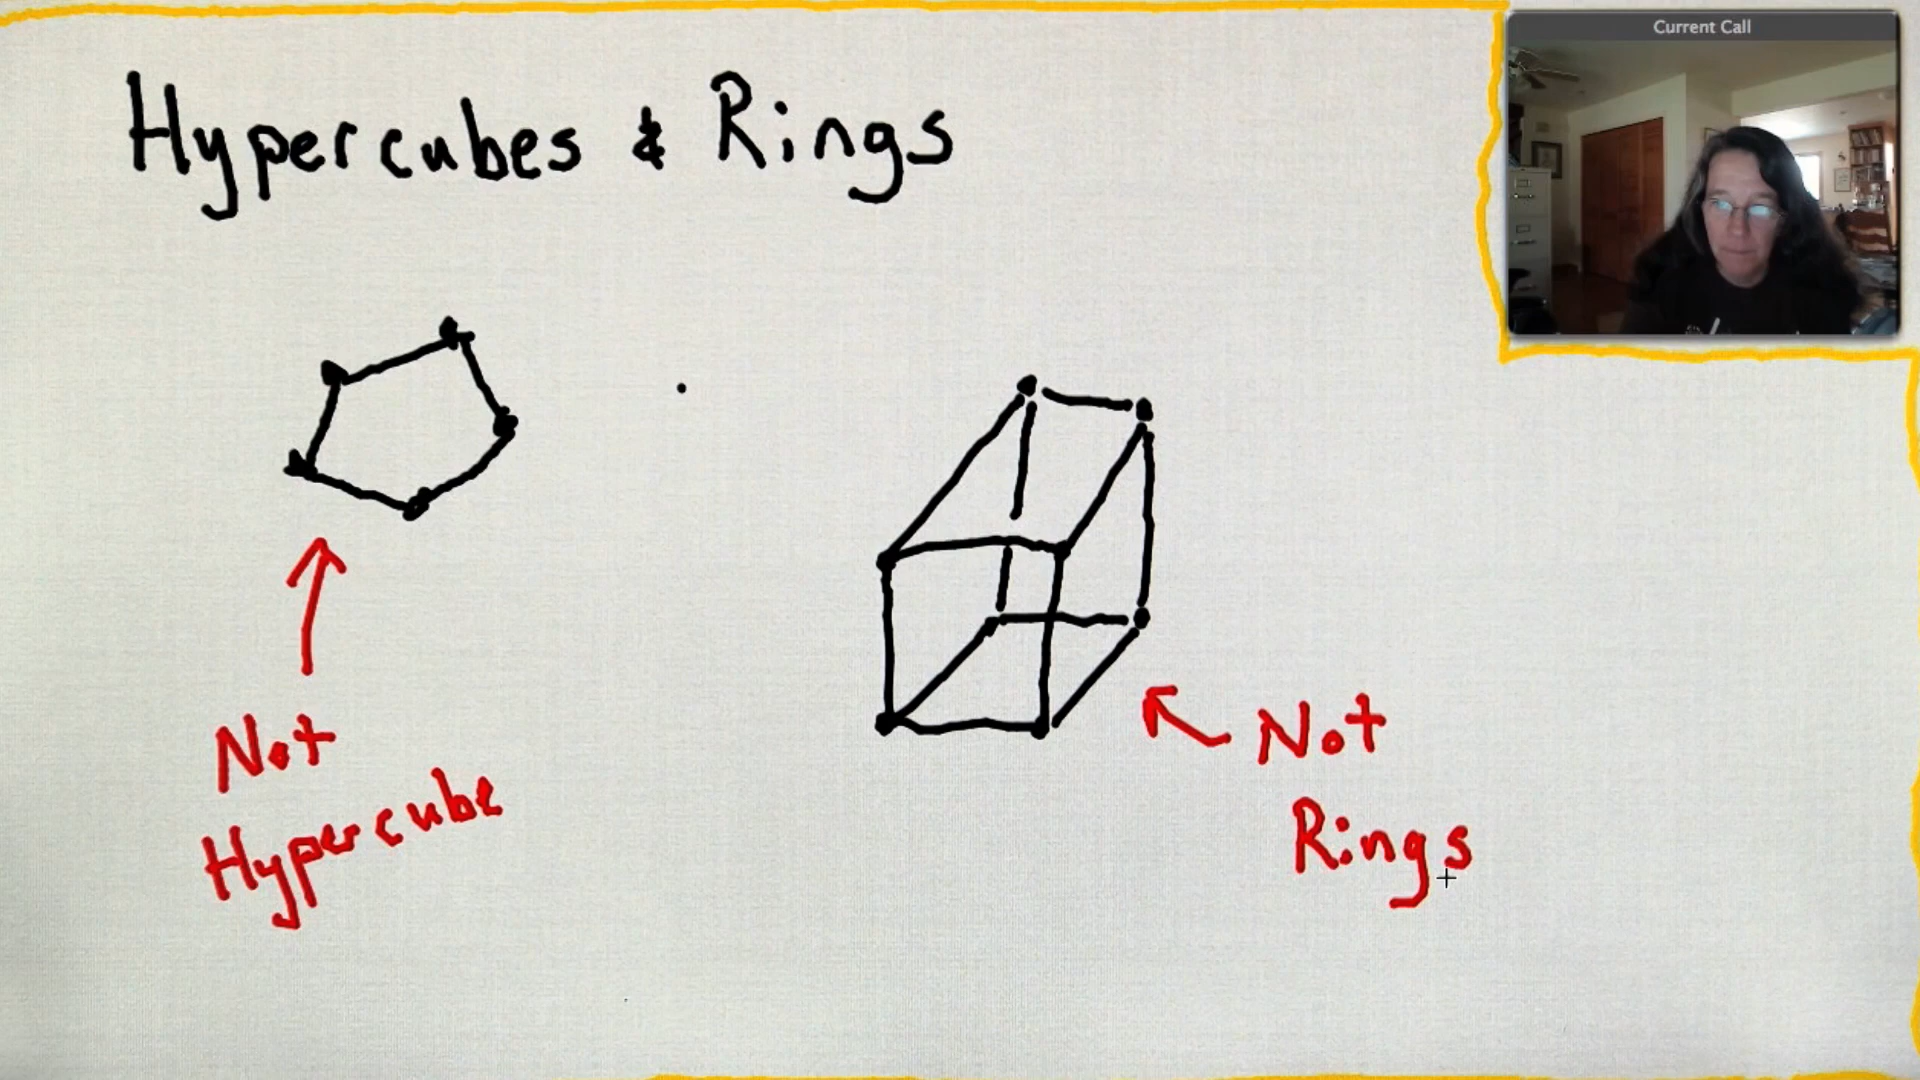 Current Call
Hypercubes & Rings
Not
Hypercube
Not
Rings